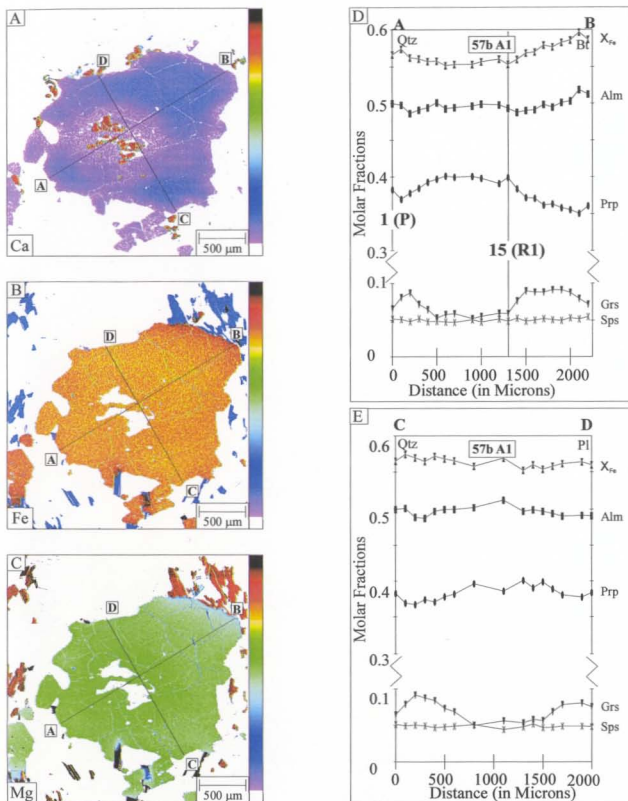 A
D
B
A
C
Ca
500 µm
B
D
B
A
C
Fe
500 µm
C
D
B
A
C
Mg
500 µm
D
A
B
0.6
Qtz
57b A1
Bt
XFe
0.5
Alm
Molar Fractions
0.4
Prp
1 (P)
0.3
15 (R1)
0.1
Grs
Sps
0
0 500 1000 1500 2000
Distance (in Microns)
E
C
D
0.6
Qtz
57b A1
Pl
XFe
0.5
Alm
Molar Fractions
0.4
Prp
0.3
0.1
Grs
Sps
0
0 500 1000 1500 2000
Distance (in Microns)